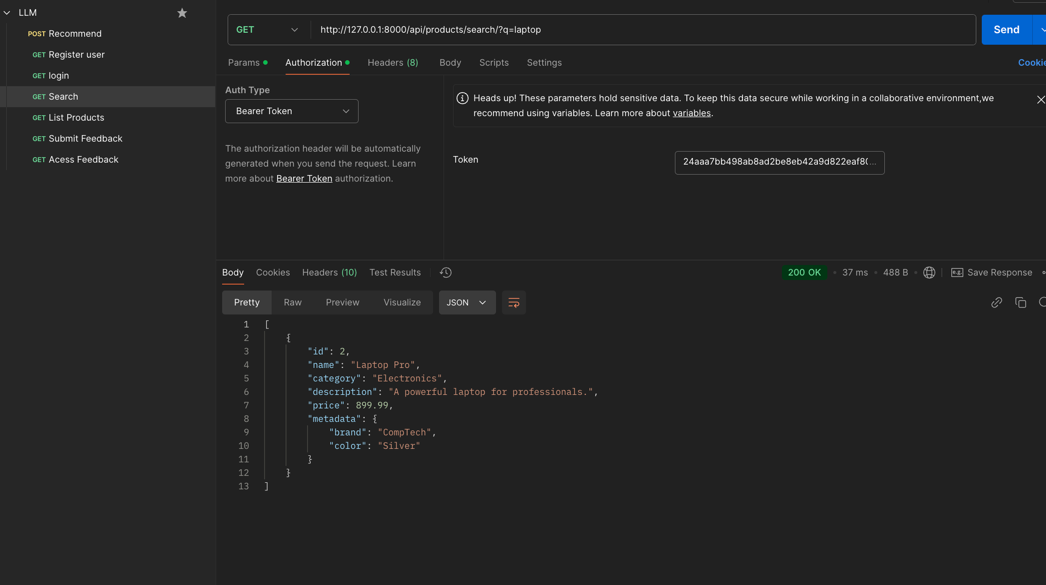 LLM
POST Recommend
GET Register user
GET login
GET Search
GET List Products
GET Submit Feedback
GET Acess Feedback
GET http://127.0.0.1:8000/api/products/search/?q=laptop Send
Params Authorization Headers (8) Body Scripts Settings Cookie
Auth Type
Bearer Token
The authorization header will be automatically
generated when you send the request. Learn
more about Bearer Token authorization.
Heads up! These parameters hold sensitive data. To keep this data secure while working in a collaborative environment,we
recommend using variables. Learn more about variables.
Token 24aaa7bb498ab8ad2be8eb42a9d822eaf8(...
Body Cookies Headers (10) Test Results 200 OK 37 ms 488 B Save Response
Pretty Raw Preview Visualize JSON
1 [
2 {
3 "id": 2,
4 "name": "Laptop Pro",
5 "category": "Electronics",
6 "description": "A powerful laptop for professionals.",
7 "price": 899.99,
8 "metadata": {
9 "brand": "CompTech",
10 "color": "Silver"
11 }
12 }
13 ]